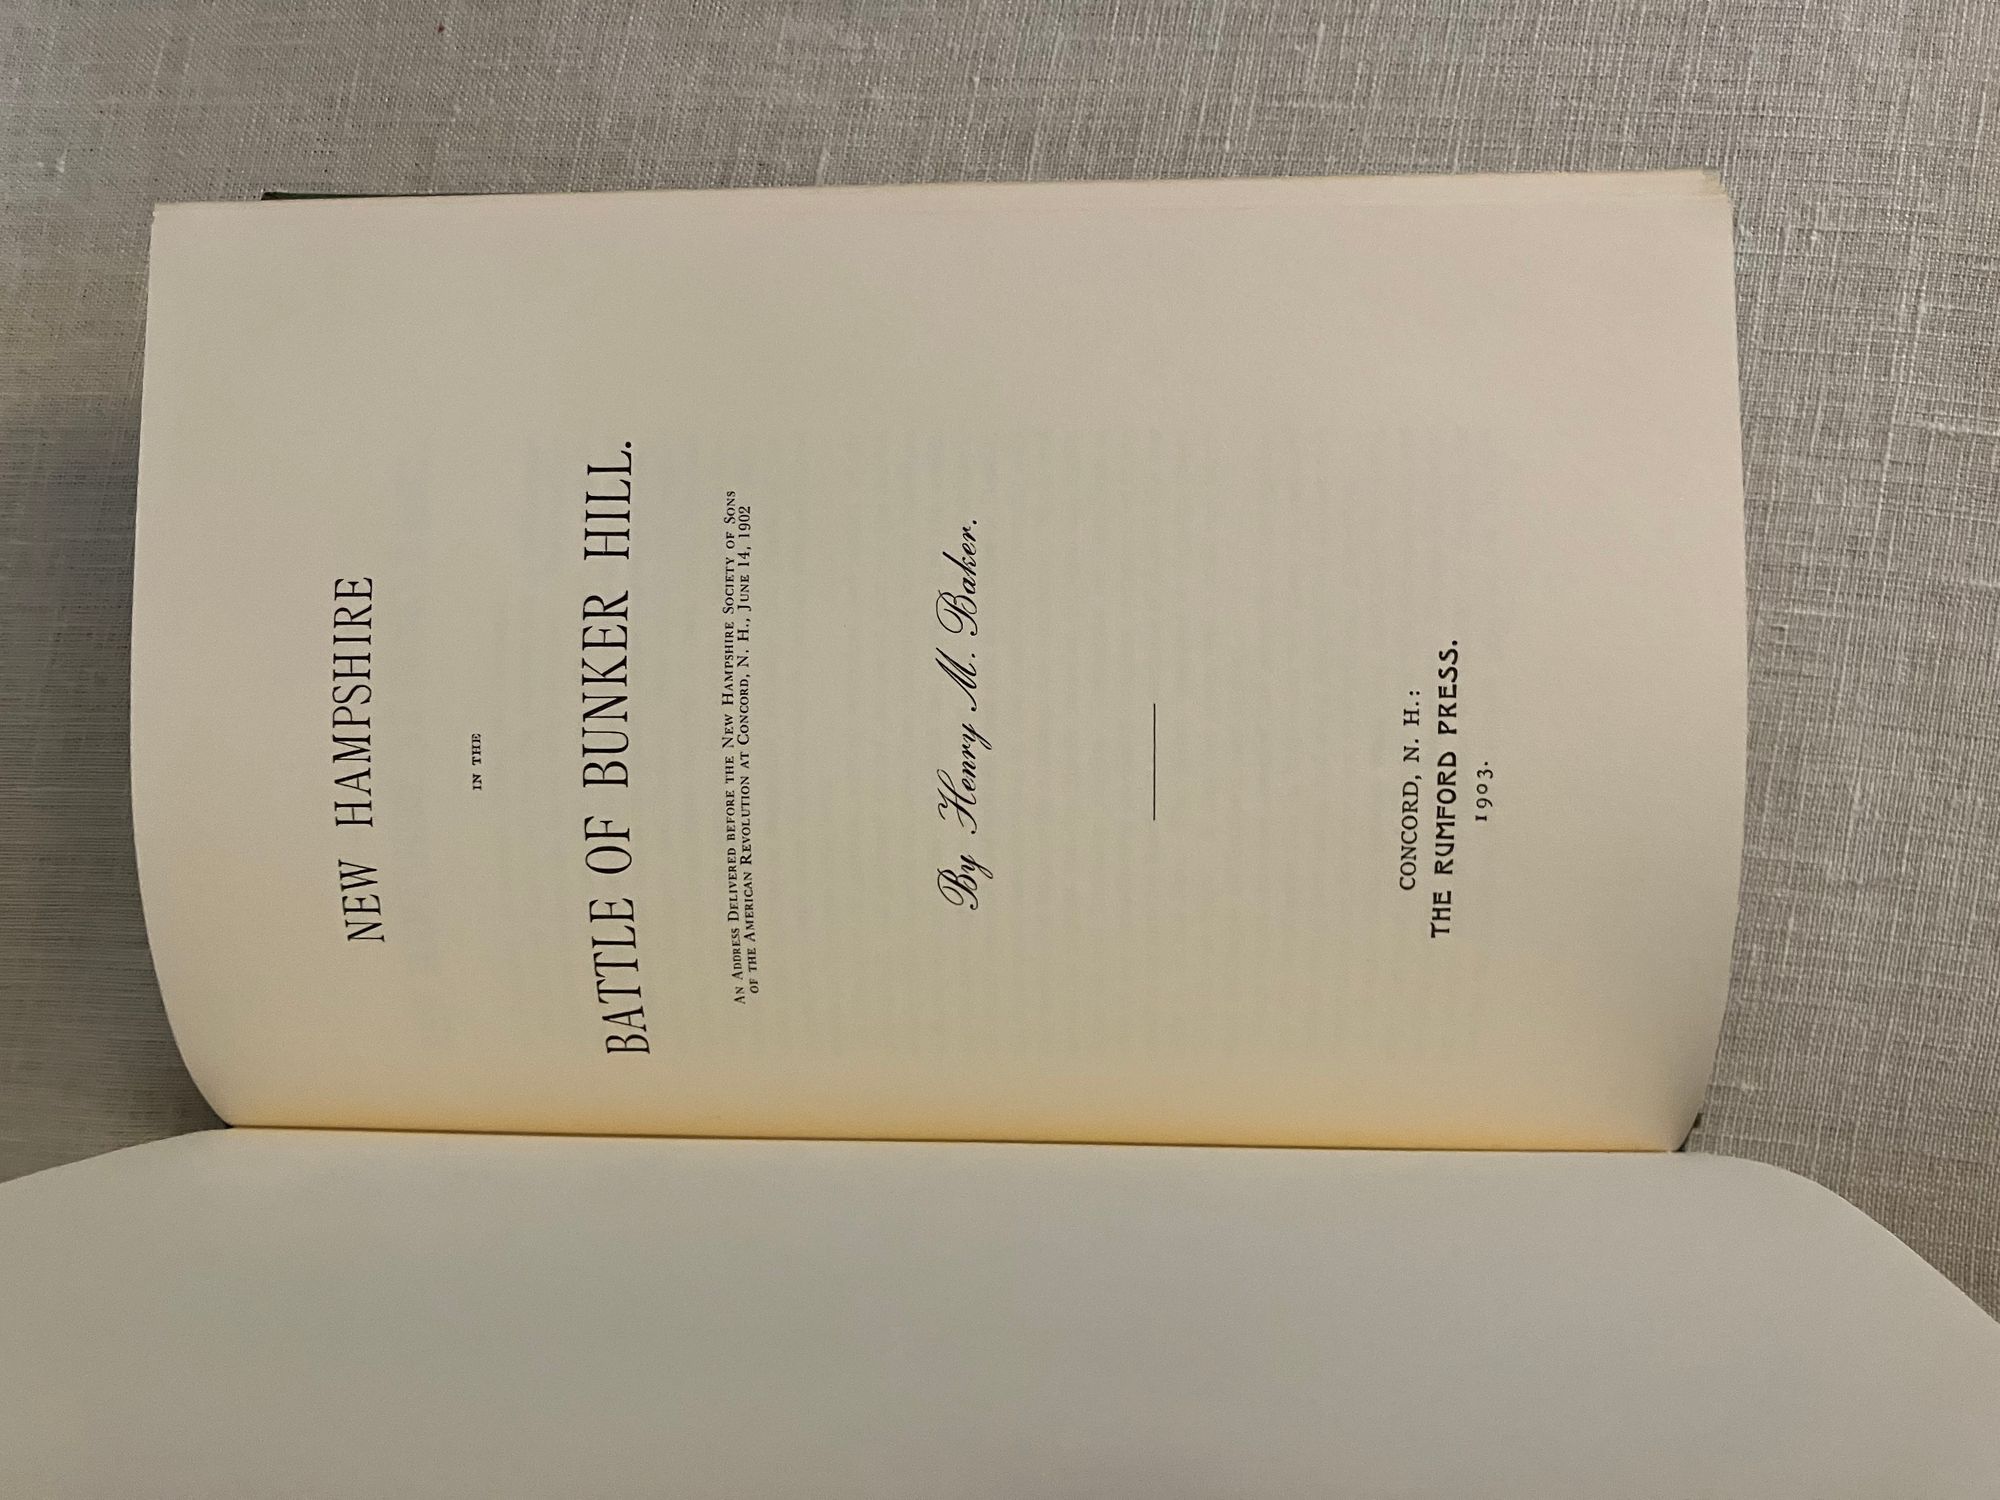 NEW HAMPSHIRE
IN THE
BATTLE OF BUNKER HILL.
An Address Delivered before the New Hampshire Society of Sons
of the American Revolution at Concord, N. H., June 14, 1902
By Henry M. Baker.
CONCORD, N. H.:
THE RUMFORD PRESS.
1903.